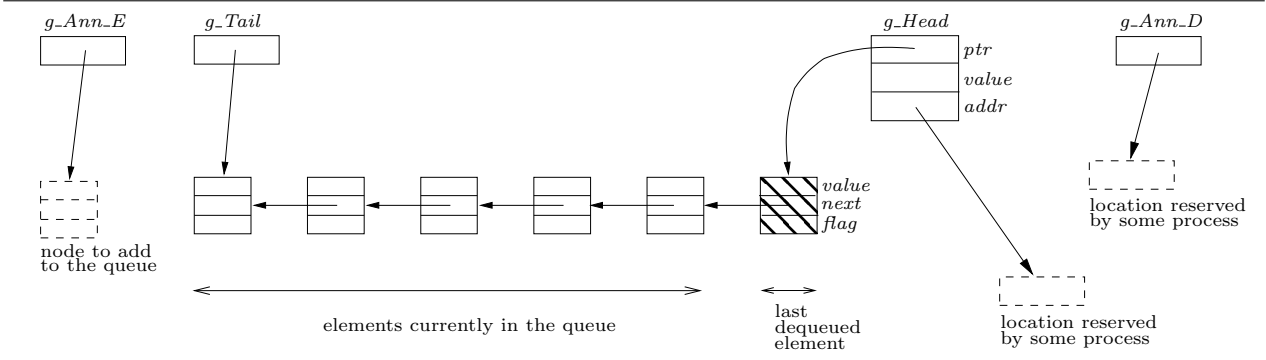 g_Ann_E
g_Tail
g_Head
g_Ann_D
ptr
value
addr
value
next
flag
location reserved
by some process
node to add
to the queue
elements currently in the queue
last
dequeued
element
location reserved
by some process